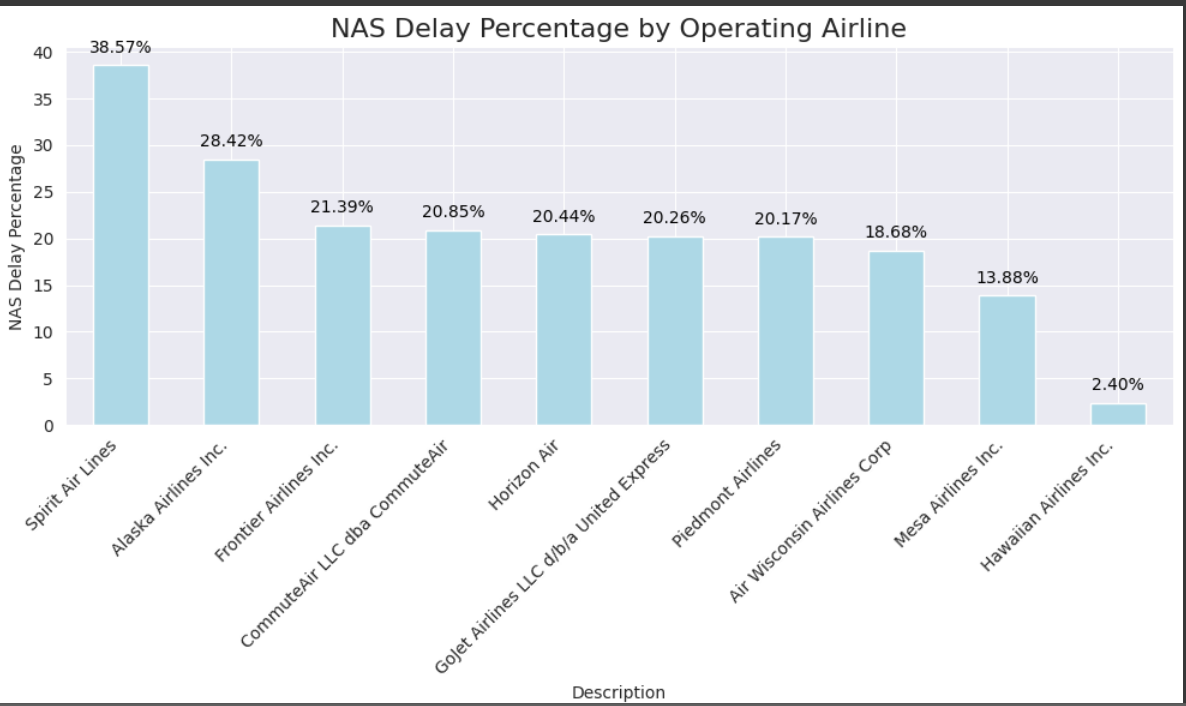 NAS Delay Percentage by Operating Airline
NAS Delay Percentage
40
35
30
25
20
15
10
5
0
38.57%
28.42%
21.39%
20.85%
20.44%
20.26%
20.17%
18.68%
13.88%
2.40%
Spirit Air Lines
Alaska Airlines Inc.
Frontier Airlines Inc.
CommuteAir LLC dba CommuteAir
Horizon Air
GoJet Airlines LLC d/b/a United Express
Piedmont Airlines
Air Wisconsin Airlines Corp
Mesa Airlines Inc.
Hawaiian Airlines Inc.
Description